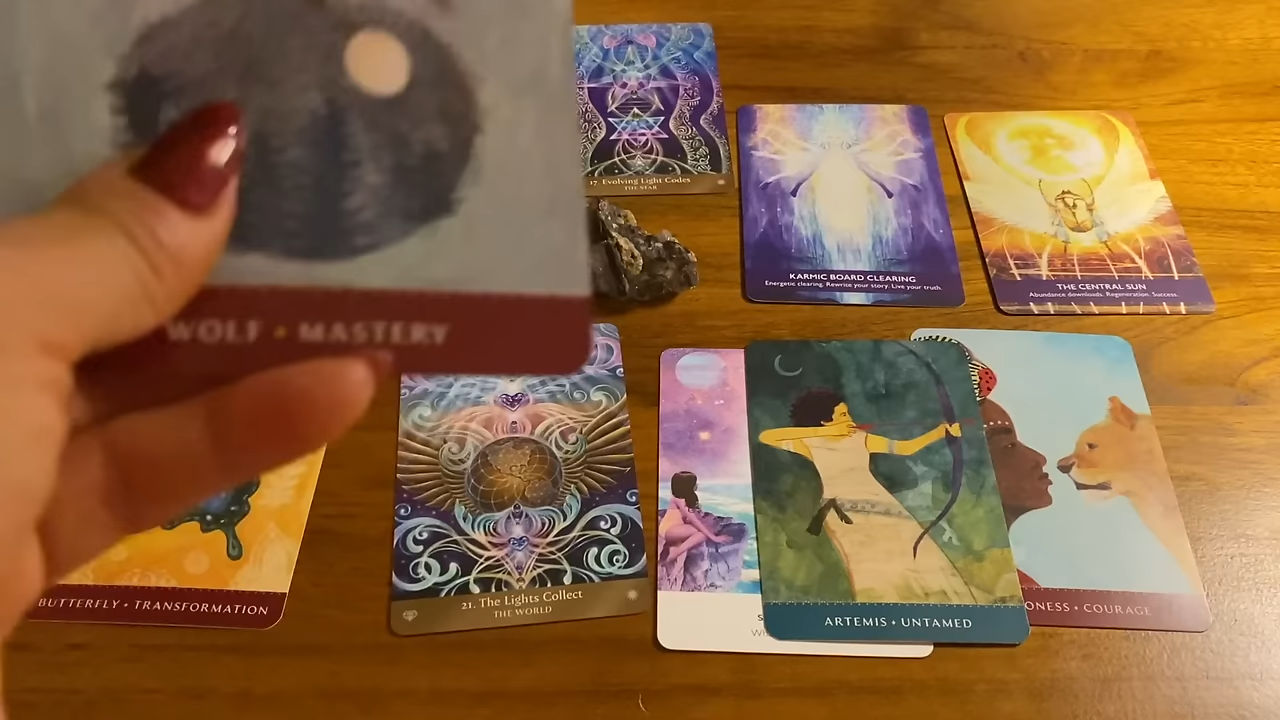 17 Evolving Light Codes
THE STAR
KARMIC BOARD CLEARING
Energetic clearing. Rewrite your story. Live your truth.
THE CENTRAL SUN
Abundance downloads. Regeneration. Success.
WOLF • MASTERY
BUTTERFLY • TRANSFORMATION
21. The Lights Collect
THE WORLD
ARTEMIS • UNTAMED
ONESS • COURAGE